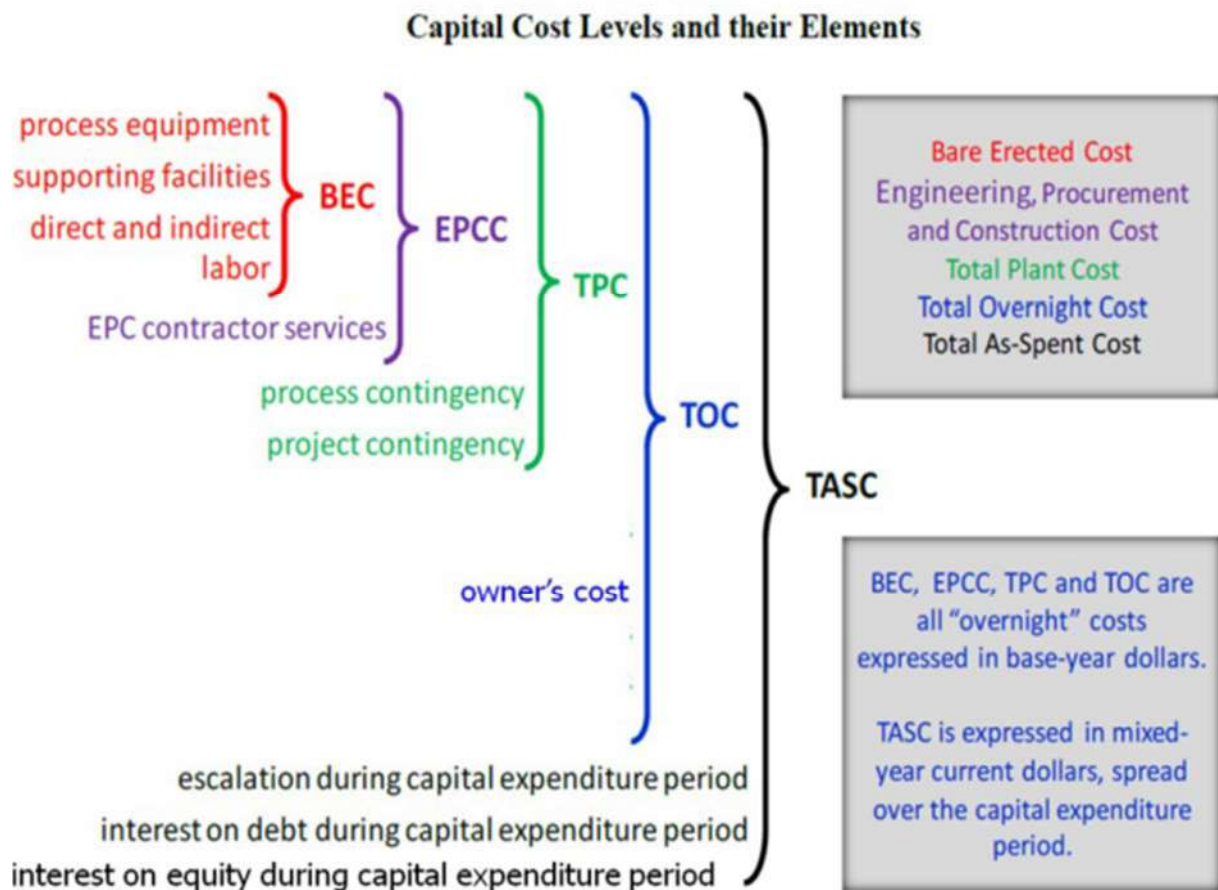 Capital Cost Levels and their Elements
process equipment
supporting facilities
direct and indirect
labor
BEC
EPC contractor services
EPCC
process contingency
project contingency
TPC
owner's cost
TOC
escalation during capital expenditure period
interest on debt during capital expenditure period
interest on equity during capital expenditure period
TASC
Bare Erected Cost
Engineering, Procurement
and Construction Cost
Total Plant Cost
Total Overnight Cost
Total As-Spent Cost
BEC, EPCC, TPC and TOC are
all “overnight” costs
expressed in base-year dollars.
TASC is expressed in mixed-
year current dollars, spread
over the capital expenditure
period.